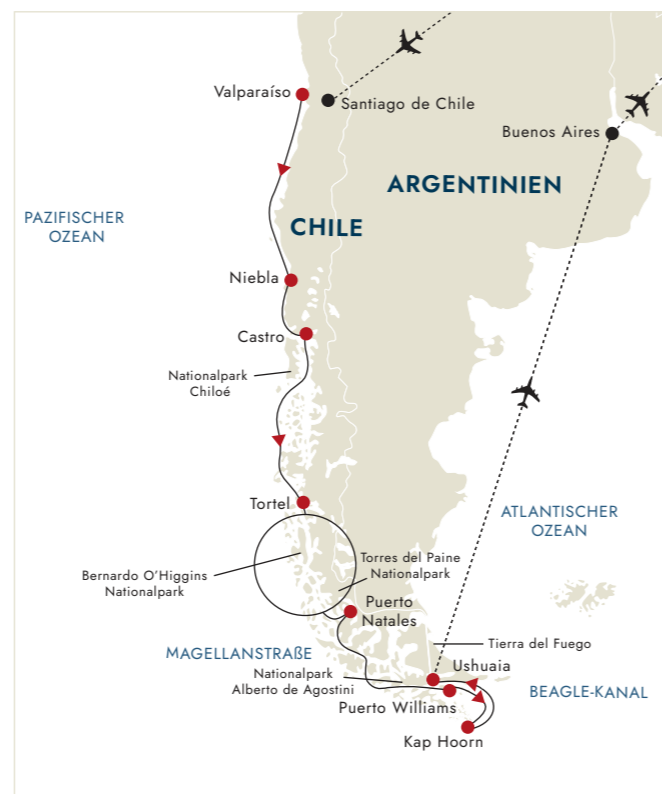 Valparaíso
Santiago de Chile
Buenos Aires
ARGENTINIEN
PAZIFISCHER
OZEAN
CHILE
Niebla
Castro
Nationalpark
Chiloé
Tortel
ATLANTISCHER
OZEAN
Bernardo O’Higgins
Nationalpark
Torres del Paine
Nationalpark
Puerto
Natales
MAGELLANSTRAßE
Tierra del Fuego
Ushuaia
Nationalpark
Alberto de Agostini
BEAGLE-KANAL
Puerto Williams
Kap Hoorn